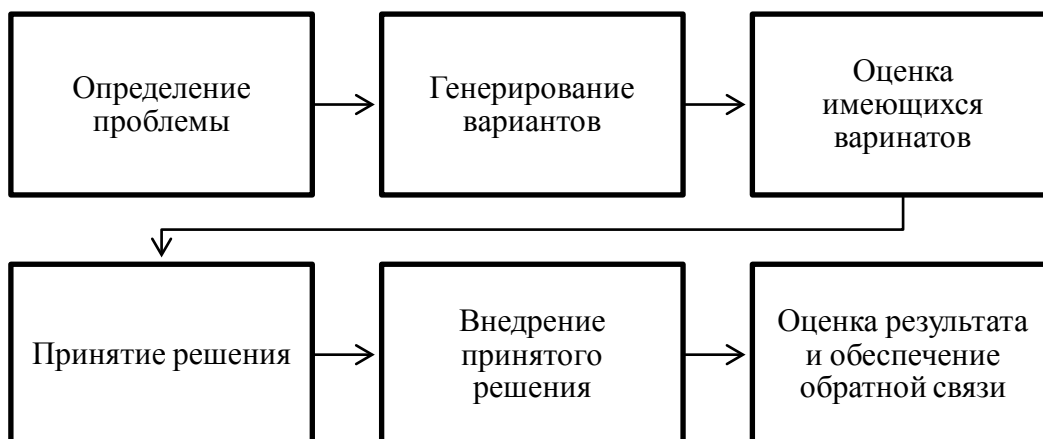 Определение
проблемы
Генерирование
вариантов
Оценка
имеющихся
варинатов
Принятие решения
Внедрение
принятого
решения
Оценка результата
и обеспечение
обратной связи